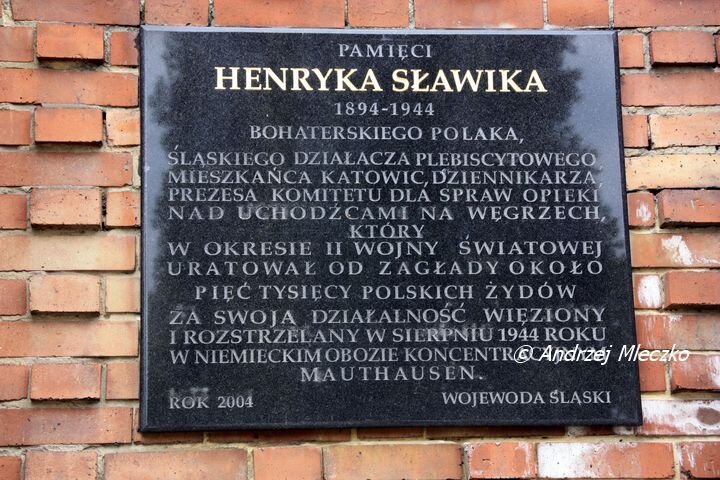 PAMIĘCI
HENRYKA SŁAWIKA
1894-1944
BOHATERSKIEGO POLAKA,
ŚLĄSKIEGO DZIAŁACZA PLEBISCYTOWEGO,
MIESZKAŃCA KATOWIC, DZIENNIKARZA,
PREZESA KOMITETU DLA SPRAW OPIEKI
NAD UCHODŹCAMI NA WĘGRZECH,
KTÓRY
W OKRESIE II WOJNY ŚWIATOWEJ
URATOWAŁ OD ZAGŁADY OKOŁO
PIĘĆ TYSIĘCY POLSKICH ŻYDÓW
ZA SWOJĄ DZIAŁALNOŚĆ WIĘZIONY
I ROZSTRZELANY W SIERPNIU 1944 ROKU
W NIEMIECKIM OBOZIE KONCENTRACYJNYM
MAUTHAUSEN.
ROK 2004 WOJEWODA ŚLĄSKI
© Andrzej Mleczko